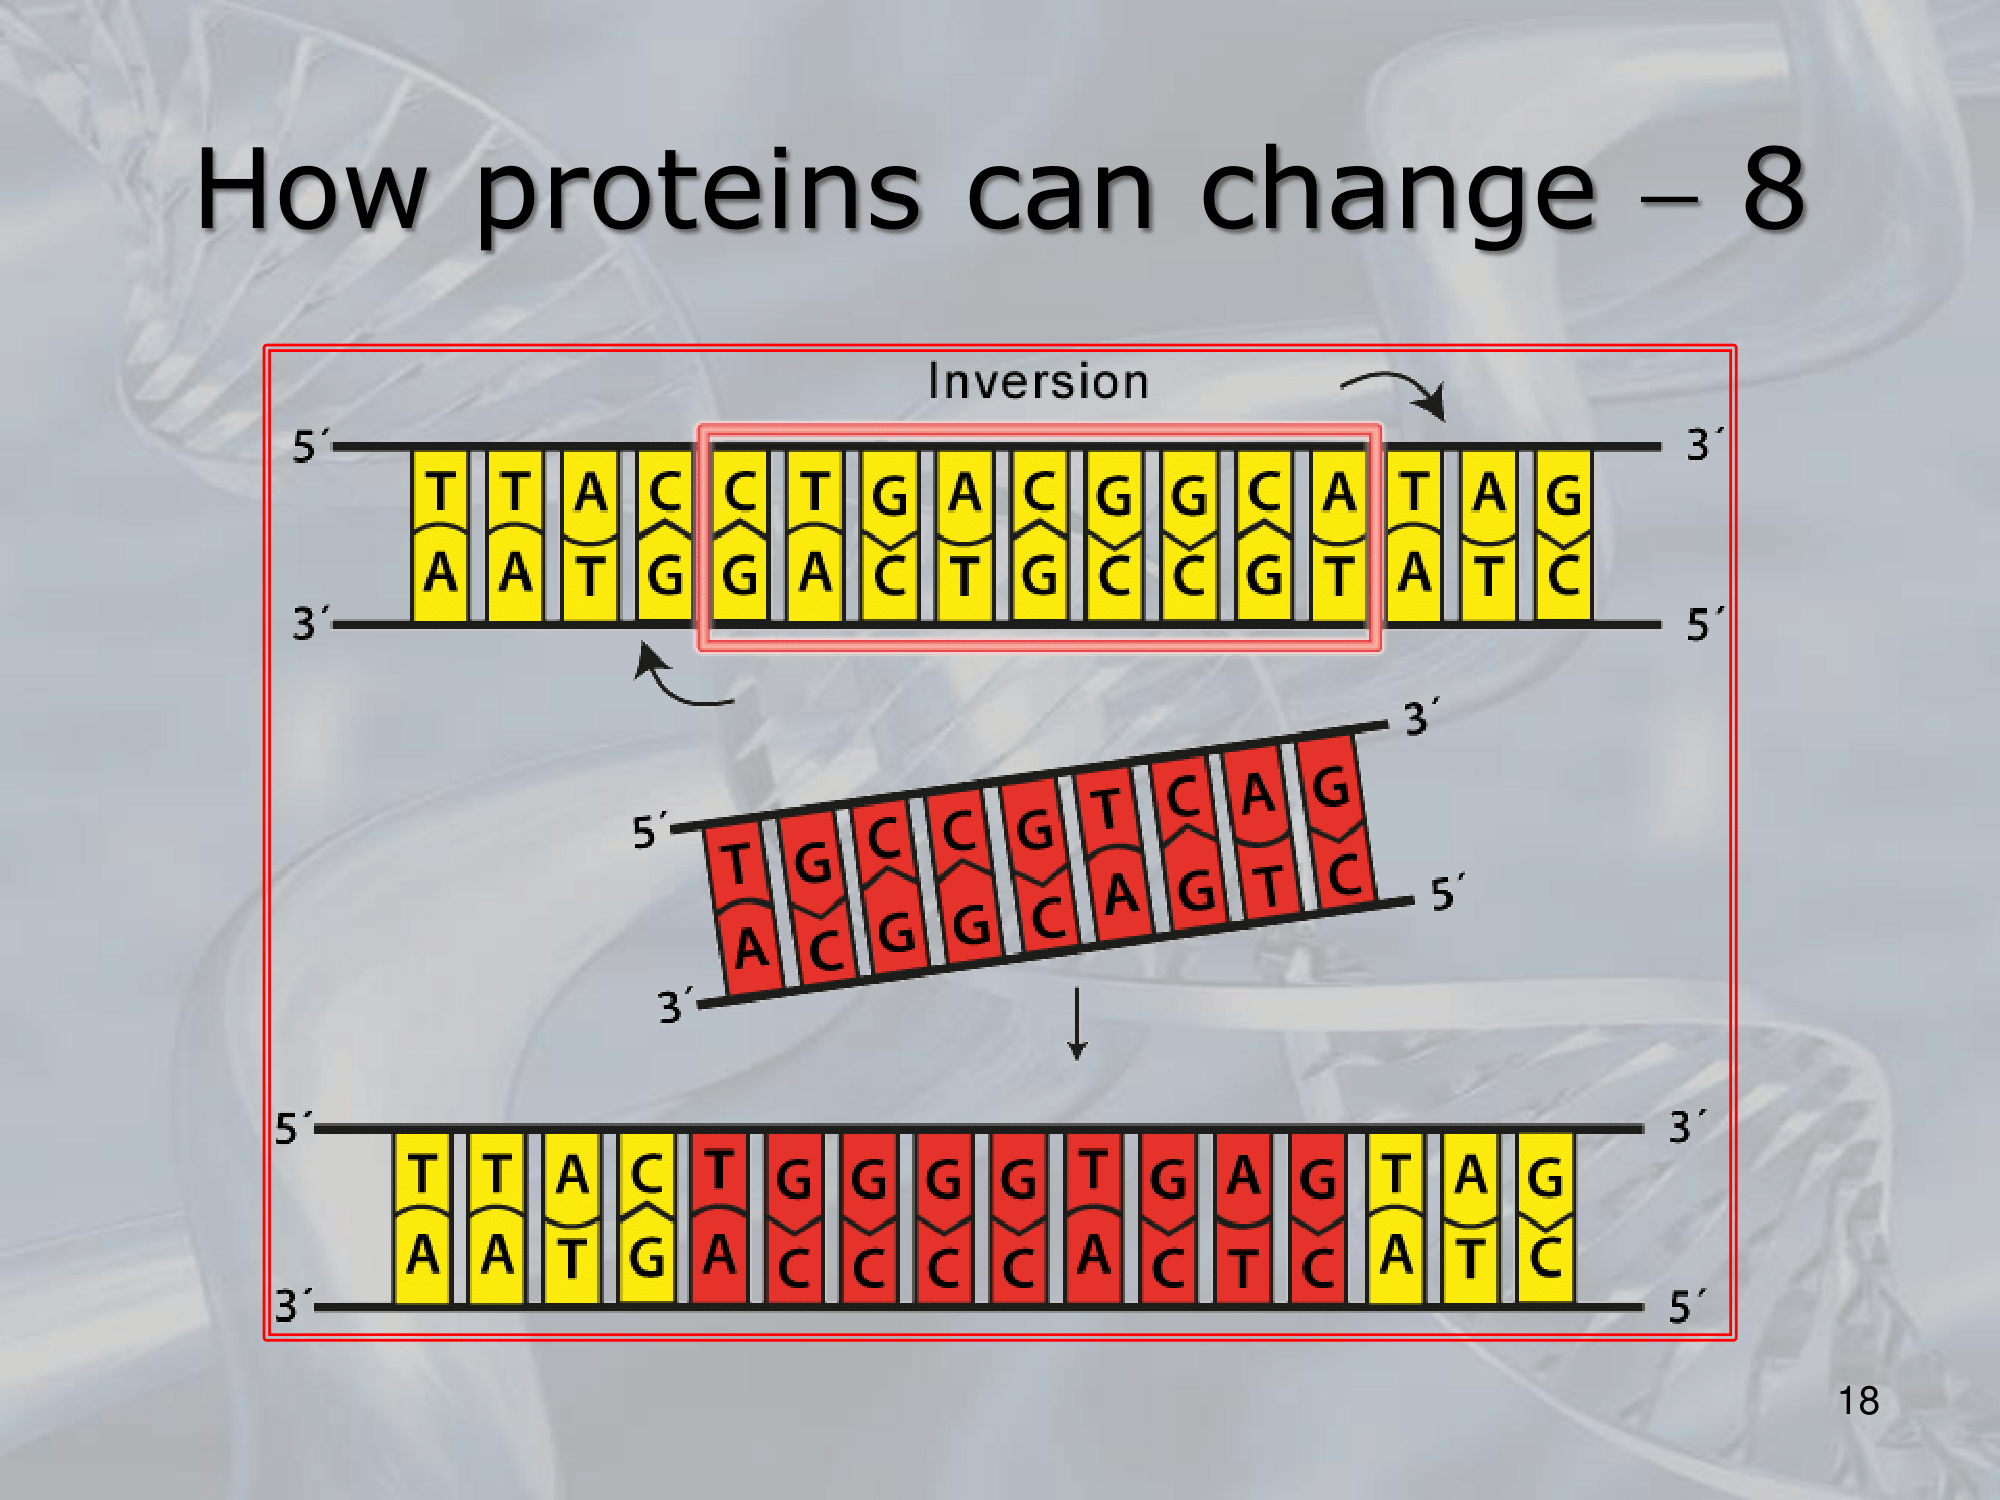 How proteins can change – 8
Inversion
5´ 3´
T T A C C T G A C G G C A T A G
A A T G G A C T G C C G T A T C
3´ 5´
5´ T G C C G T C A G 3´
3´ A C G G C A G T C 5´
5´ 3´
T T A C T G G G G T G A G T A G
A A T G A C C C C A C T C A T C
3´ 5´
18